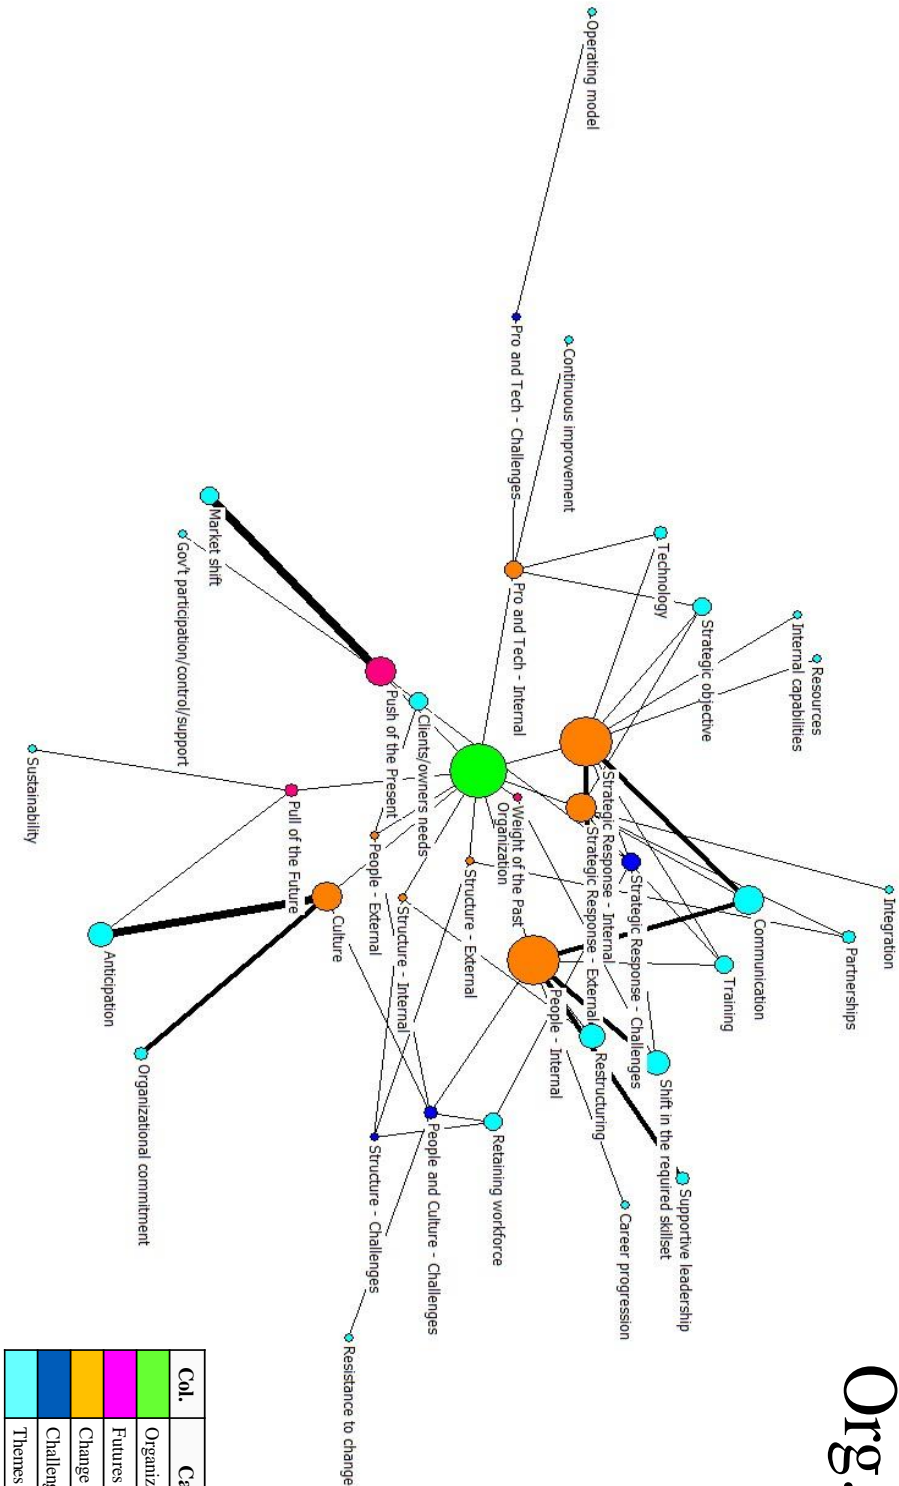 Org.
Operating model
Pro and Tech - Challenges
Continuous improvement
Technology
Pro and Tech - Internal
Strategic objective
Internal capabilities
Resources
Market shift
Gov't participation/control/support
Push of the Present
Clients/owners needs
Strategic Response - Internal
Strategic Response - External
Strategic Response - Challenges
Weight of the Past
Organization
Integration
Partnerships
Communication
Training
Sustainability
Pull of the Future
People - External
Structure - External
Structure - Internal
Culture
Anticipation
Organizational commitment
People - Internal
Restructuring
Shift in the required skillset
Supportive leadership
Career progression
Retaining workforce
People and Culture - Challenges
Structure - Challenges
Resistance to change
Col.
Ca
Organiz
Futures
Change
Challeng
Themes